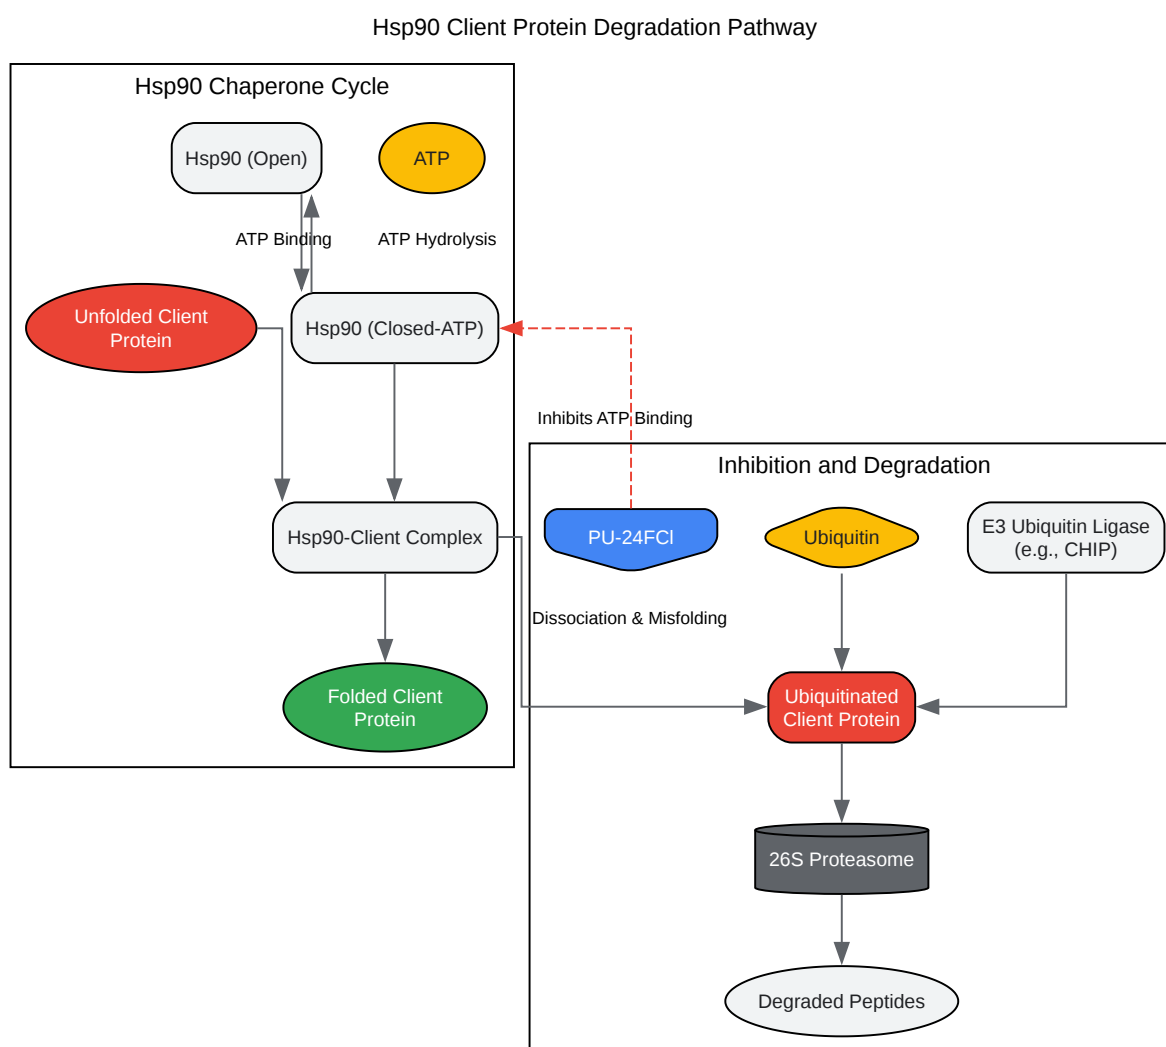 Hsp90 Client Protein Degradation Pathway
Hsp90 Chaperone Cycle
Hsp90 (Open)
ATP
ATP Binding
ATP Hydrolysis
Unfolded Client
Protein
Hsp90 (Closed-ATP)
Inhibits ATP Binding
Inhibition and Degradation
Hsp90-Client Complex
PU-24FCl
Ubiquitin
E3 Ubiquitin Ligase
(e.g., CHIP)
Dissociation & Misfolding
Folded Client
Protein
Ubiquitinated
Client Protein
26S Proteasome
Degraded Peptides